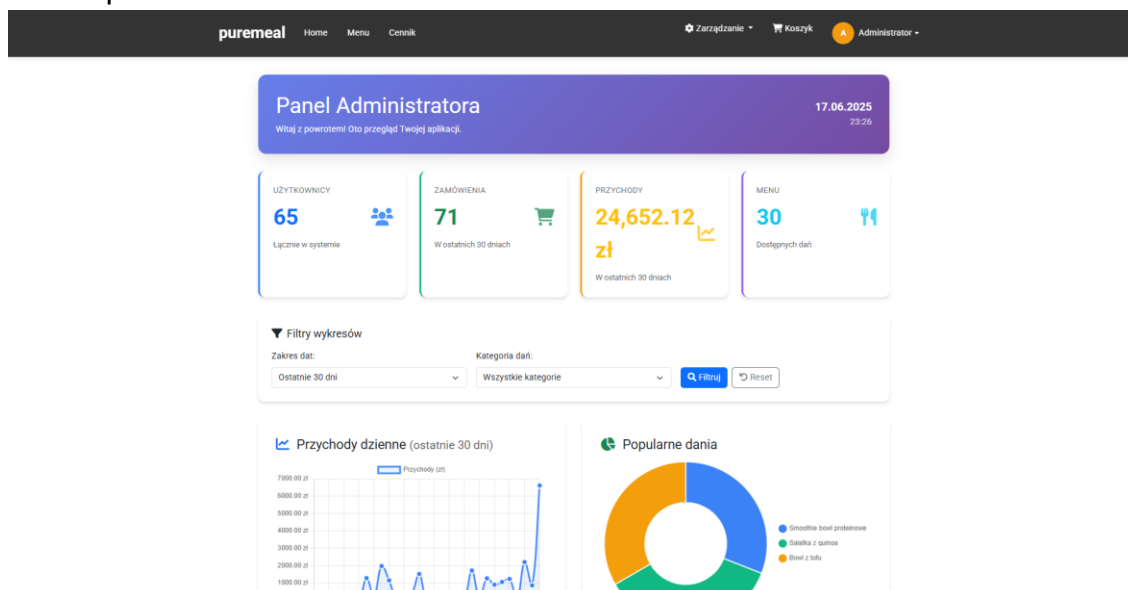 puremeal Home Menu Cennik Zarządzanie Koszyk A Administrator
Panel Administratora
17.06.2025
Witaj z powrotem! Oto przegląd Twojej aplikacji.
23:26
UŻYTKOWNICY
65
Łącznie w systemie
ZAMÓWIENIA
71
W ostatnich 30 dniach
PRZYCHODY
24,652.12
zł
W ostatnich 30 dniach
MENU
30
Dostępnych dań
Filtry wykresów
Zakres dat:
Ostatnie 30 dni
Kategoria dań:
Wszystkie kategorie
Filtruj
Reset
Przychody dzienne (ostatnie 30 dni)
Przychody (zł)
7000.00 zł
6000.00 zł
5000.00 zł
4000.00 zł
3000.00 zł
2000.00 zł
1000.00 zł
Popularne dania
Smoothie bowl proteinowe
Sałatka z quinoa
Bowl z tofu